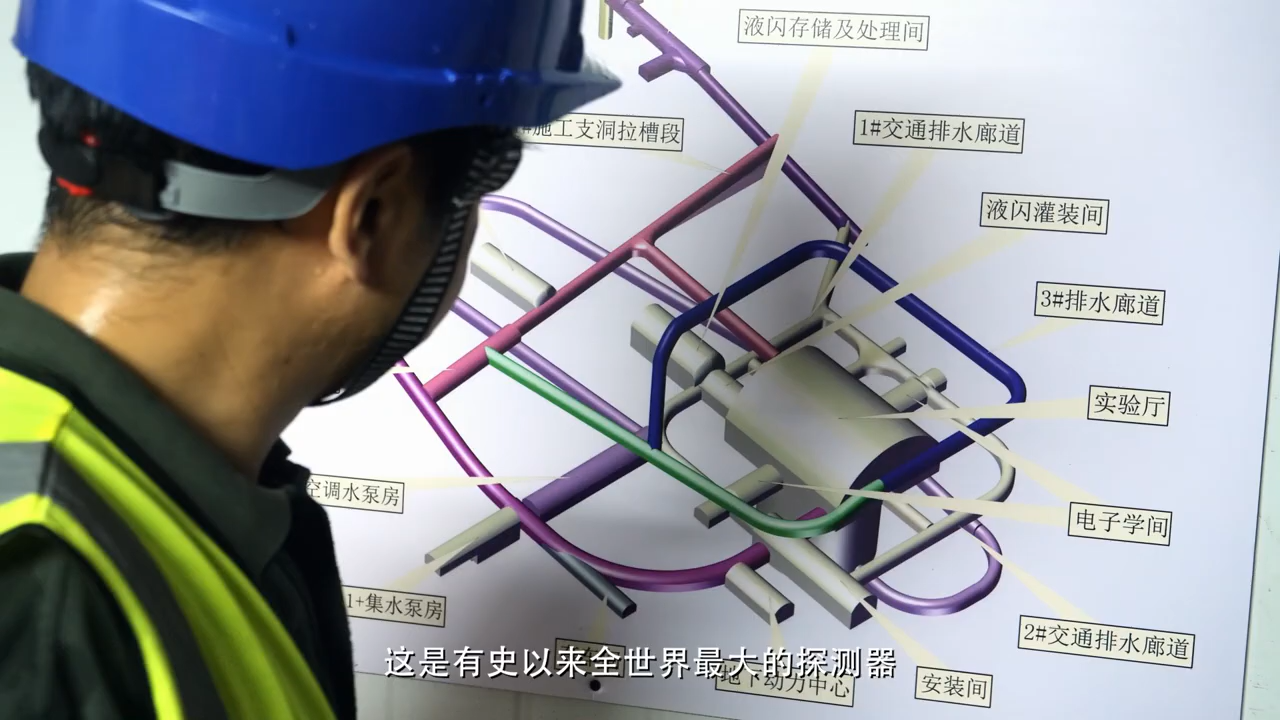 液闪存储及处理间
施工支洞拉槽段
1#交通排水廊道
液闪灌装间
3#排水廊道
实验厅
空调水泵房
电子学间
1+集水泵房
2#交通排水廊道
这是有史以来全世界最大的探测器
地下动力中心
安装间